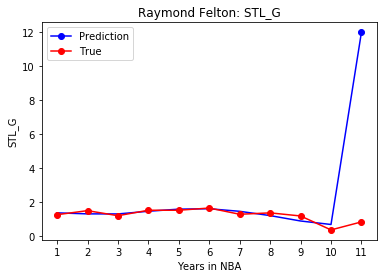 Raymond Felton: STL_G
Prediction
True
12
10
8
6
4
2
0
STL_G
1 2 3 4 5 6 7 8 9 10 11
Years in NBA